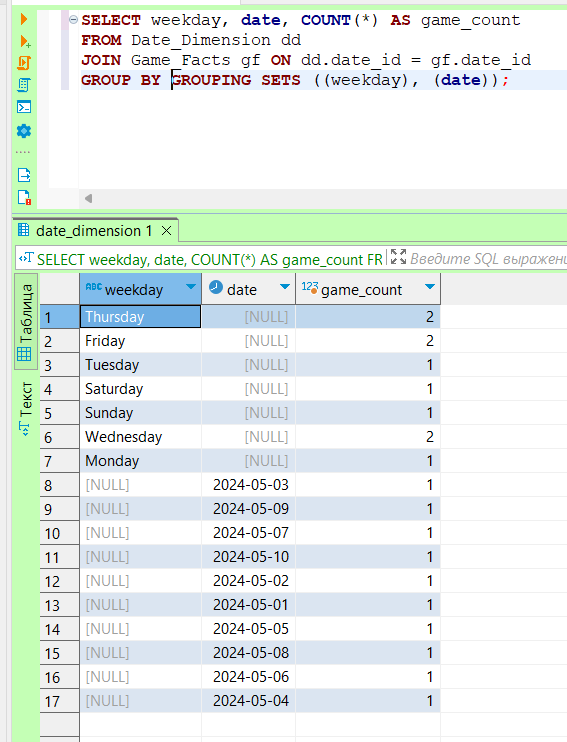 SELECT weekday, date, COUNT(*) AS game_count
FROM Date_Dimension dd
JOIN Game_Facts gf ON dd.date_id = gf.date_id
GROUP BY GROUPING SETS ((weekday), (date));
date_dimension 1
SELECT weekday, date, COUNT(*) AS game_count FR Введите SQL выражени
Таблица
Текст
ABC weekday date 123 game_count
1 Thursday [NULL] 2
2 Friday [NULL] 2
3 Tuesday [NULL] 1
4 Saturday [NULL] 1
5 Sunday [NULL] 1
6 Wednesday [NULL] 2
7 Monday [NULL] 1
8 [NULL] 2024-05-03 1
9 [NULL] 2024-05-09 1
10 [NULL] 2024-05-07 1
11 [NULL] 2024-05-10 1
12 [NULL] 2024-05-02 1
13 [NULL] 2024-05-01 1
14 [NULL] 2024-05-05 1
15 [NULL] 2024-05-08 1
16 [NULL] 2024-05-06 1
17 [NULL] 2024-05-04 1